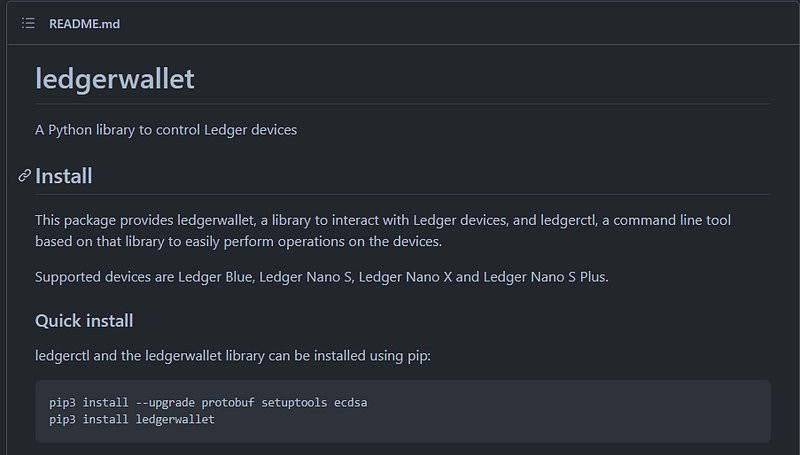 README.md
ledgerwallet
A Python library to control Ledger devices
Install
This package provides ledgerwallet, a library to interact with Ledger devices, and ledgerctl, a command line tool
based on that library to easily perform operations on the devices.
Supported devices are Ledger Blue, Ledger Nano S, Ledger Nano X and Ledger Nano S Plus.
Quick install
ledgerctl and the ledgerwallet library can be installed using pip:
pip3 install --upgrade protobuf setuptools ecdsa
pip3 install ledgerwallet